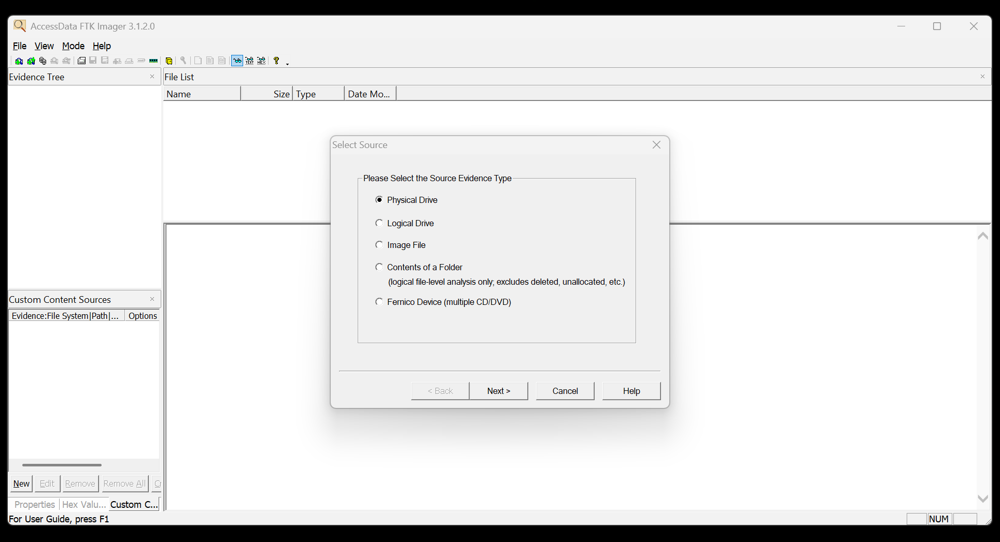 AccessData FTK Imager 3.1.2.0
File View Mode Help
TEXT HEX ?
Evidence Tree
File List
Name Size Type Date Mo...
Select Source
Please Select the Source Evidence Type
Physical Drive
Logical Drive
Image File
Contents of a Folder
(logical file-level analysis only; excludes deleted, unallocated, etc.)
Fernico Device (multiple CD/DVD)
< Back Next > Cancel Help
Custom Content Sources
Evidence:File System|Path|... Options
New Edit Remove Remove All
Properties Hex Valu... Custom C...
For User Guide, press F1
NUM